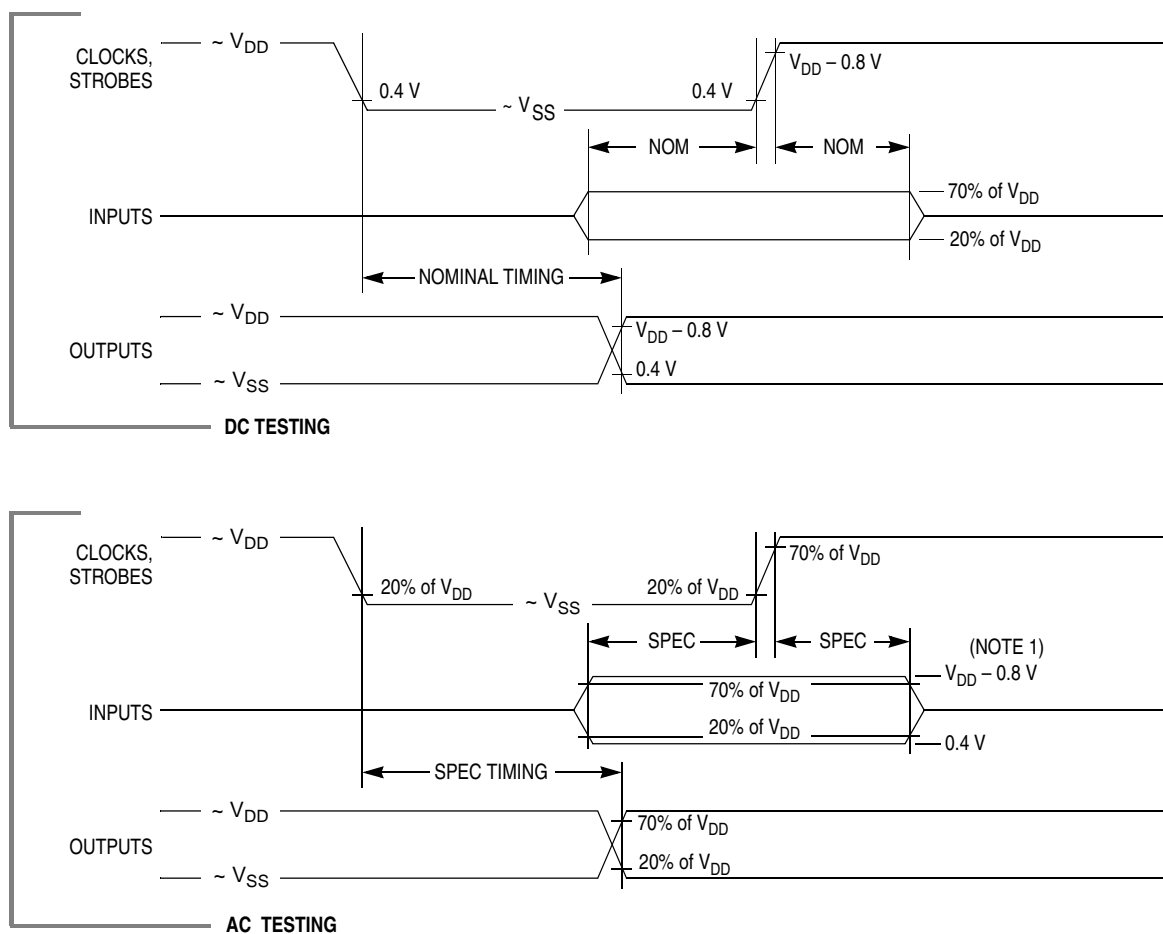 CLOCKS,
STROBES
~ VDD
0.4 V
~ VSS
0.4 V
VDD – 0.8 V
NOM
NOM
INPUTS
70% of VDD
20% of VDD
NOMINAL TIMING
OUTPUTS
~ VDD
~ VSS
VDD – 0.8 V
0.4 V
DC TESTING
CLOCKS,
STROBES
~ VDD
20% of VDD
~ VSS
20% of VDD
70% of VDD
SPEC
SPEC
(NOTE 1)
VDD – 0.8 V
INPUTS
70% of VDD
20% of VDD
0.4 V
SPEC TIMING
OUTPUTS
~ VDD
~ VSS
70% of VDD
20% of VDD
AC TESTING